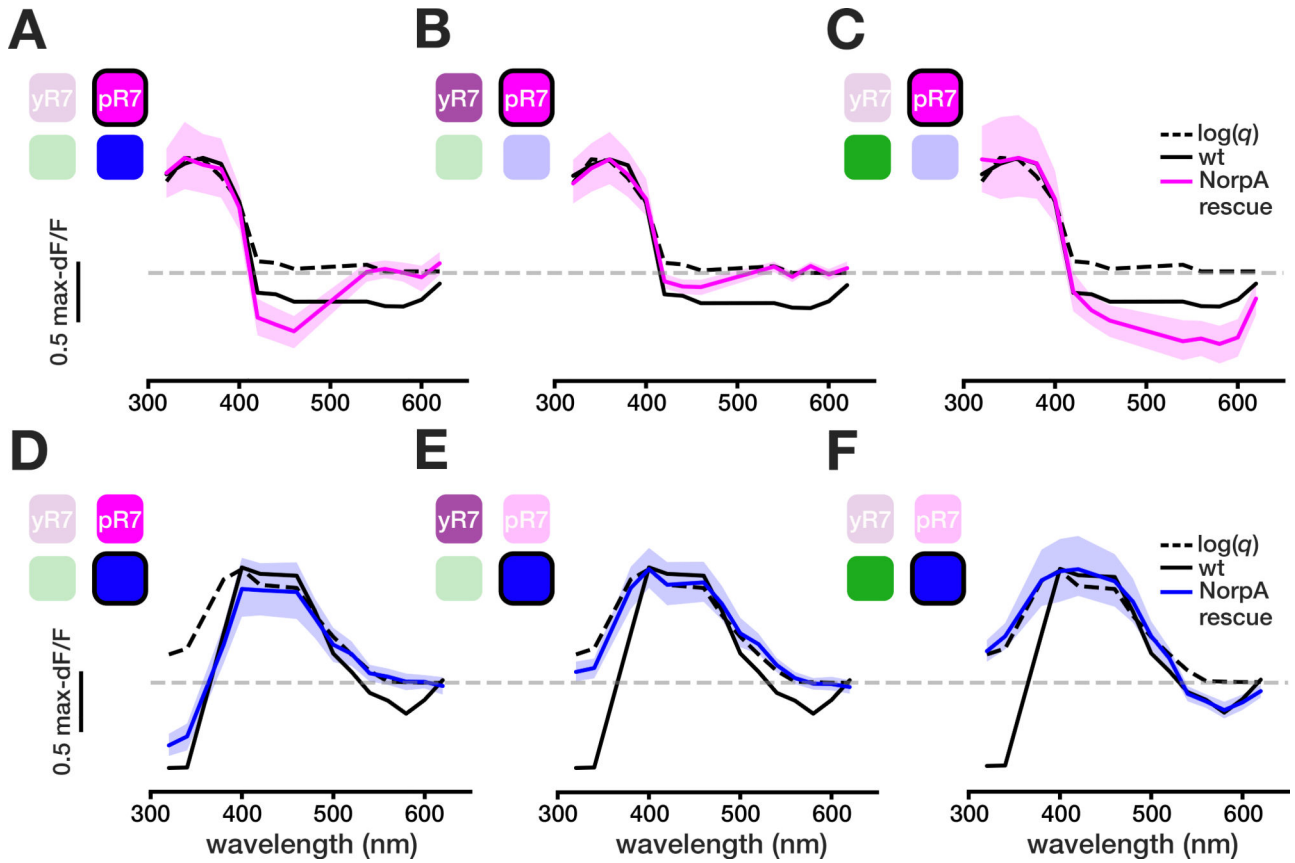 A B C
yR7 pR7 yR7 pR7 yR7 pR7
log(q)
wt
NorpA
rescue
0.5 max-dF/F
300 400 500 600 300 400 500 600 300 400 500 600
D E F
yR7 pR7 yR7 pR7 yR7 pR7
log(q)
wt
NorpA
rescue
0.5 max-dF/F
300 400 500 600 300 400 500 600 300 400 500 600
wavelength (nm) wavelength (nm) wavelength (nm)